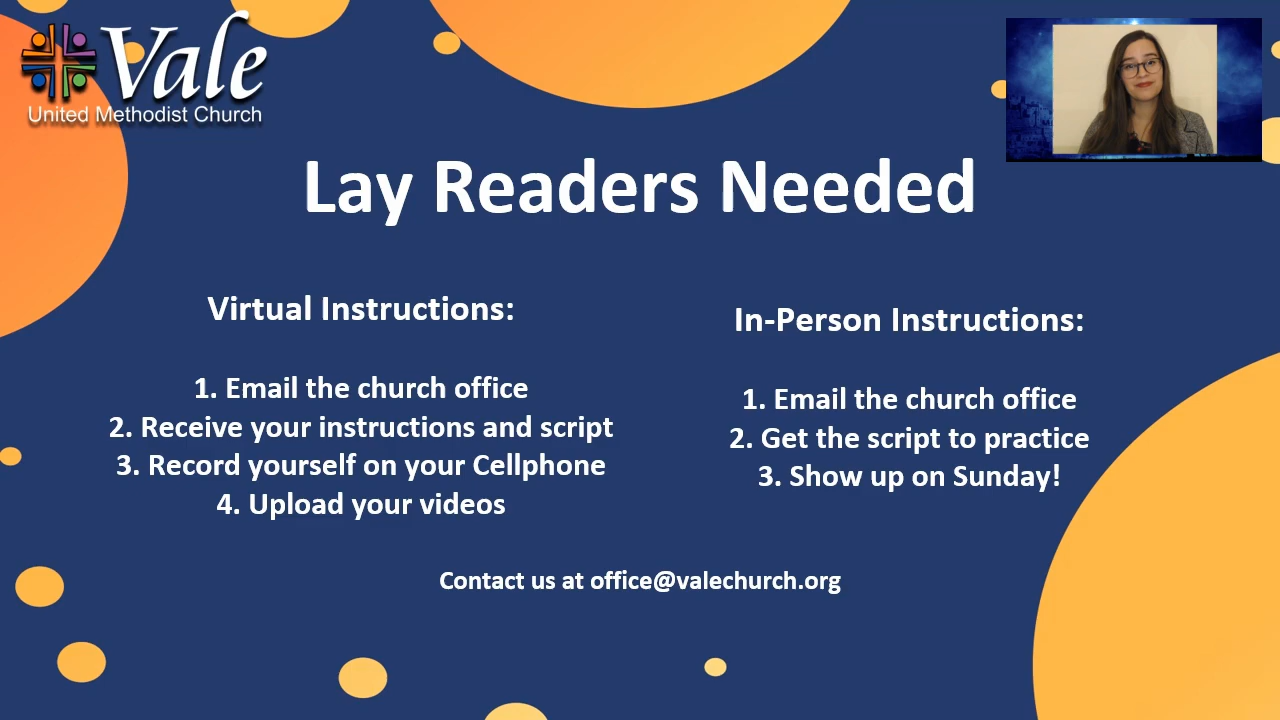 Vale
United Methodist Church
Lay Readers Needed
Virtual Instructions:
1. Email the church office
2. Receive your instructions and script
3. Record yourself on your Cellphone
4. Upload your videos
In-Person Instructions:
1. Email the church office
2. Get the script to practice
3. Show up on Sunday!
Contact us at office@valechurch.org